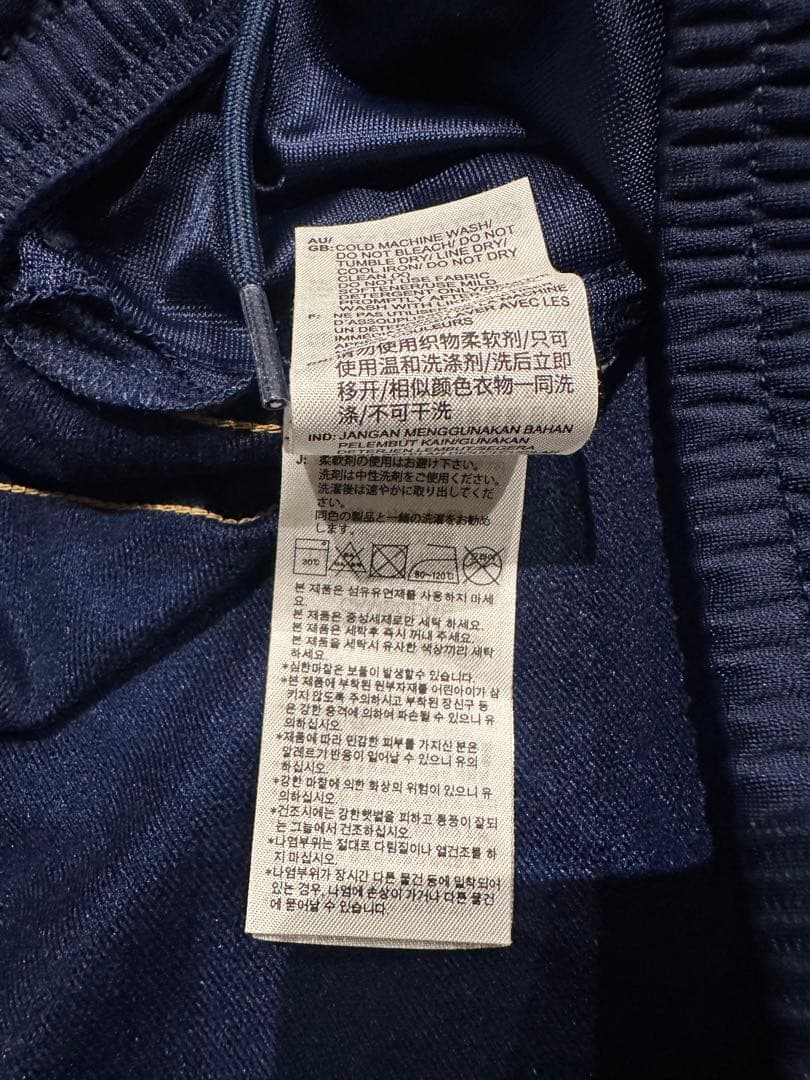 AU/
GB: COLD MACHINE WASH/
DO NOT BLEACH/ DO NOT
TUMBLE DRY/ LINE DRY/
COOL IRON/ DO NOT DRY
CLEAN
DO NOT USE FABRIC
MILD
F: NE PAS UTILISER
AVEC LES
使用织物柔软剂/只可
使用温和洗涤剂/洗后立即
移开/相似颜色衣物一同洗
涤/不可干洗
IND: JANGAN MENGGUNAKAN BAHAN
PELEMBUT KAIN/GUNAKAN
DETERJEN LEMBUT/SEGERA
J: 柔軟剤の使用はお避け下さい。
洗剤は中性洗剤をご使用ください。
洗濯後は速やかに取り出してくだ
さい。
同色の製品と一緒の洗濯をお勧め
します。
30℃
80~120℃
본 제품은 섬유유연제를 사용하지 마세
요.
본 제품은 중성세제로만 세탁 하세요.
본 제품은 세탁후 즉시 꺼내 주세요.
본 제품을 세탁시 유사한 색상끼리 세탁
하세요.
*심한마찰은 보풀이 발생할수 있습니다.
*본 제품에 부착된 원부자재를 어린아이가 삼
키지 않도록 주의하시고 부착된 장신구 등
은 강한 충격에 의하여 파손될 수 있으니 유
의하십시오.
*제품에 따라 민감한 피부를 가지신 분은
알레르기 반응이 일어날 수 있으니 유의
하십시오.
*강한 마찰에 의한 화상의 위험이 있으니 유
의하십시오.
*건조시에는 강한햇볕을 피하고 통풍이 잘되
는 그늘에서 건조하십시오.
*나염부위는 절대로 다림질이나 열건조를 하
지 마십시오.
*나염부위가 장시간 다른 물건 등에 밀착되어
있는 경우, 나염에 손상이 가거나 다른 물건
에 묻어날 수 있습니다.